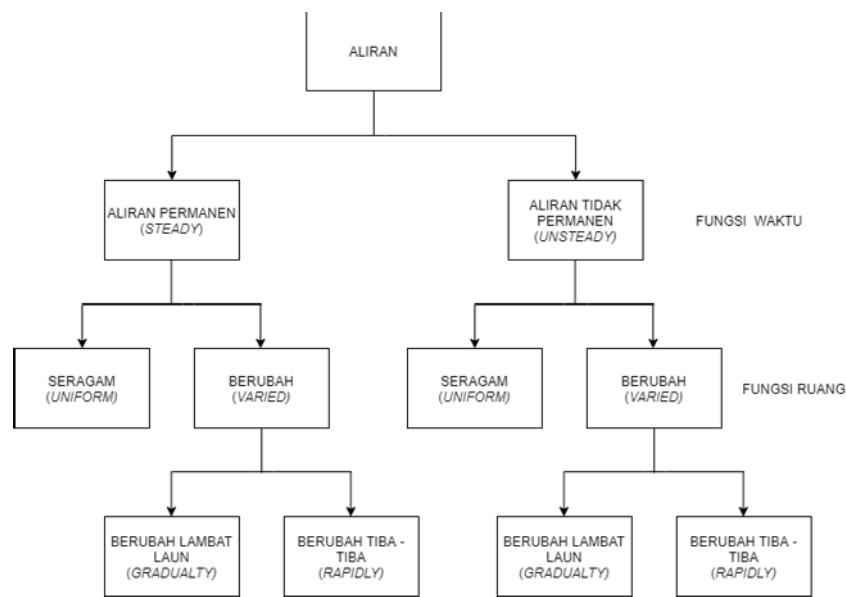 ALIRAN
ALIRAN PERMANEN
(STEADY)
ALIRAN TIDAK
PERMANEN
(UNSTEADY)
FUNGSI WAKTU
SERAGAM
(UNIFORM)
BERUBAH
(VARIED)
SERAGAM
(UNIFORM)
BERUBAH
(VARIED)
FUNGSI RUANG
BERUBAH LAMBAT
LAUN
(GRADUALTY)
BERUBAH TIBA -
TIBA
(RAPIDLY)
BERUBAH LAMBAT
LAUN
(GRADUALTY)
BERUBAH TIBA -
TIBA
(RAPIDLY)